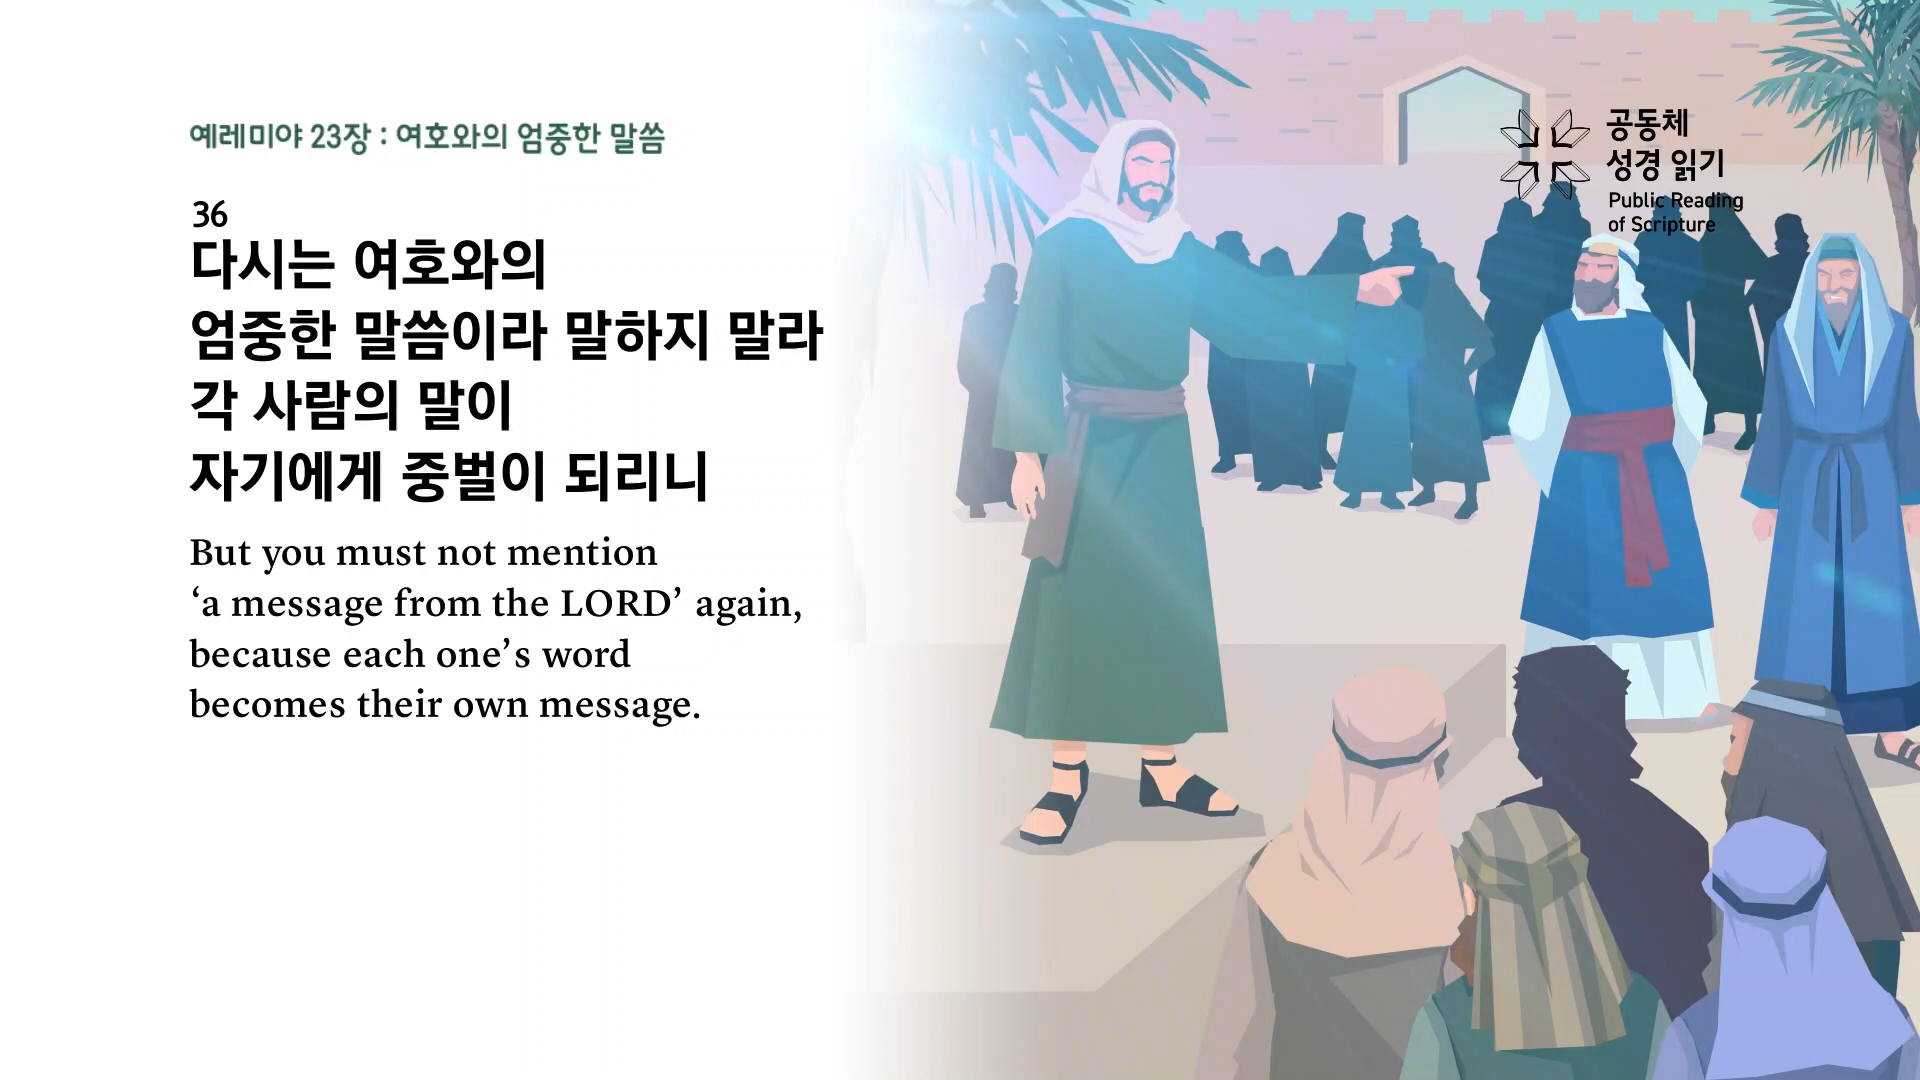 예레미야 23장 : 여호와의 엄중한 말씀
36
다시는 여호와의
엄중한 말씀이라 말하지 말라
각 사람의 말이
자기에게 중벌이 되리니
But you must not mention
‘a message from the LORD’ again,
because each one’s word
becomes their own message.
공동체
성경 읽기
Public Reading
of Scripture